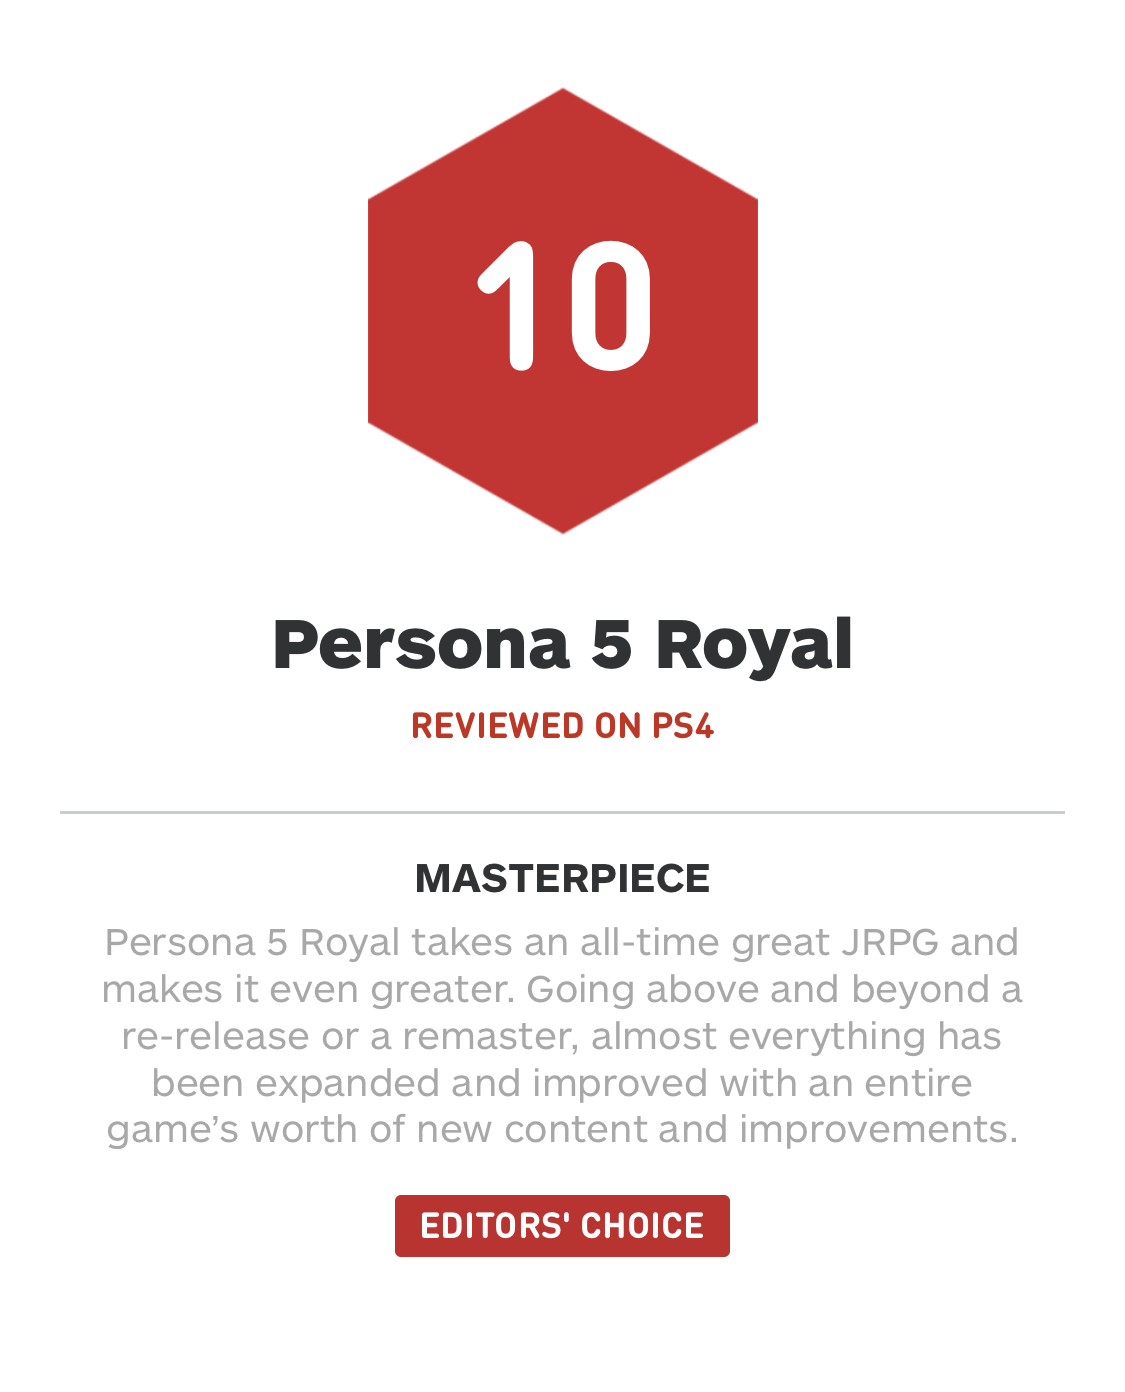 10
Persona 5 Royal
REVIEWED ON PS4
MASTERPIECE
Persona 5 Royal takes an all-time great JRPG and
makes it even greater. Going above and beyond a
re-release or a remaster, almost everything has
been expanded and improved with an entire
game’s worth of new content and improvements.
EDITORS' CHOICE